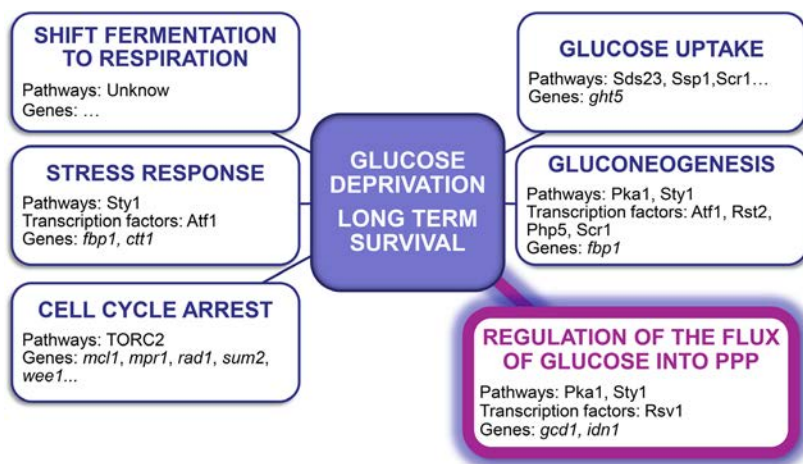 SHIFT FERMENTATION
TO RESPIRATION
Pathways: Unknow
Genes: …
STRESS RESPONSE
Pathways: Sty1
Transcription factors: Atf1
Genes: fbp1, ctt1
CELL CYCLE ARREST
Pathways: TORC2
Genes: mcl1, mpr1, rad1, sum2,
wee1...
GLUCOSE
DEPRIVATION
LONG TERM
SURVIVAL
GLUCOSE UPTAKE
Pathways: Sds23, Ssp1,Scr1…
Genes: ght5
GLUCONEOGENESIS
Pathways: Pka1, Sty1
Transcription factors: Atf1, Rst2,
Php5, Scr1
Genes: fbp1
REGULATION OF THE FLUX
OF GLUCOSE INTO PPP
Pathways: Pka1, Sty1
Transcription factors: Rsv1
Genes: gcd1, idn1